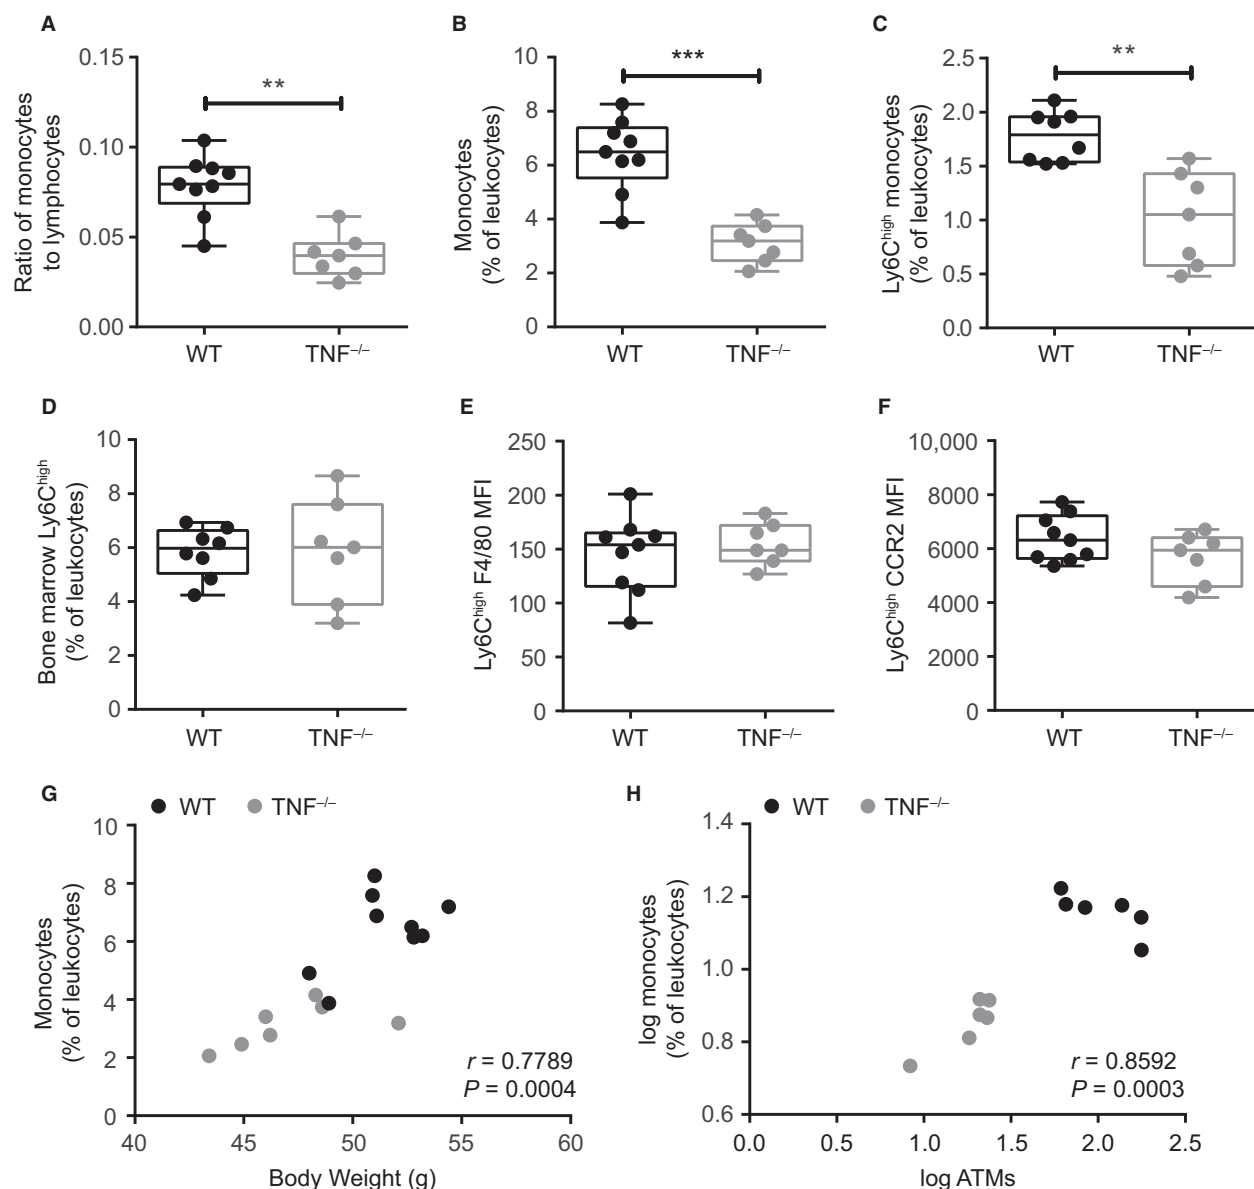 A
Ratio of monocytes
to lymphocytes
0.15
0.10
0.05
0.00
**
WT
TNF⁻/⁻
B
Monocytes
(% of leukocytes)
10
8
6
4
2
0
***
WT
TNF⁻/⁻
C
Ly6Cʰⁱᵍʰ monocytes
(% of leukocytes)
2.5
2.0
1.5
1.0
0.5
0.0
**
WT
TNF⁻/⁻
D
Bone marrow Ly6Cʰⁱᵍʰ
(% of leukocytes)
10
8
6
4
2
0
WT
TNF⁻/⁻
E
Ly6Cʰⁱᵍʰ F4/80 MFI
250
200
150
100
50
0
WT
TNF⁻/⁻
F
Ly6Cʰⁱᵍʰ CCR2 MFI
10,000
8000
6000
4000
2000
0
WT
TNF⁻/⁻
G
WT
TNF⁻/⁻
Monocytes
(% of leukocytes)
10
8
6
4
2
0
r = 0.7789
P = 0.0004
40
45
50
55
60
Body Weight (g)
H
WT
TNF⁻/⁻
log monocytes
(% of leukocytes)
1.4
1.2
1.0
0.8
0.6
r = 0.8592
P = 0.0003
0.0
0.5
1.0
1.5
2.0
2.5
log ATMs